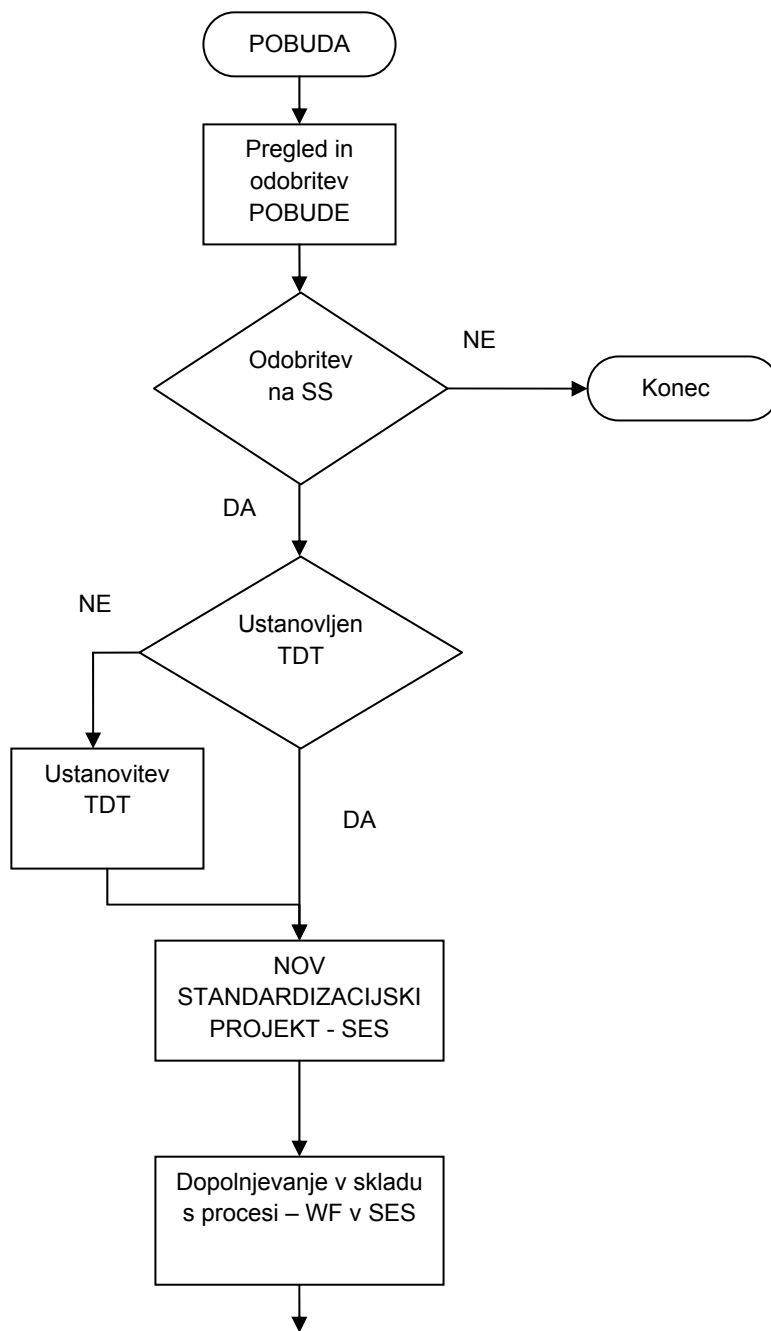 POBUDA
Pregled in
odobritev
POBUDE
Odobritev
na SS
NE
Konec
DA
NE
Ustanovljen
TDT
Ustanovitev
TDT
DA
NOV
STANDARDIZACIJSKI
PROJEKT - SES
Dopolnjevanje v skladu
s procesi – WF v SES